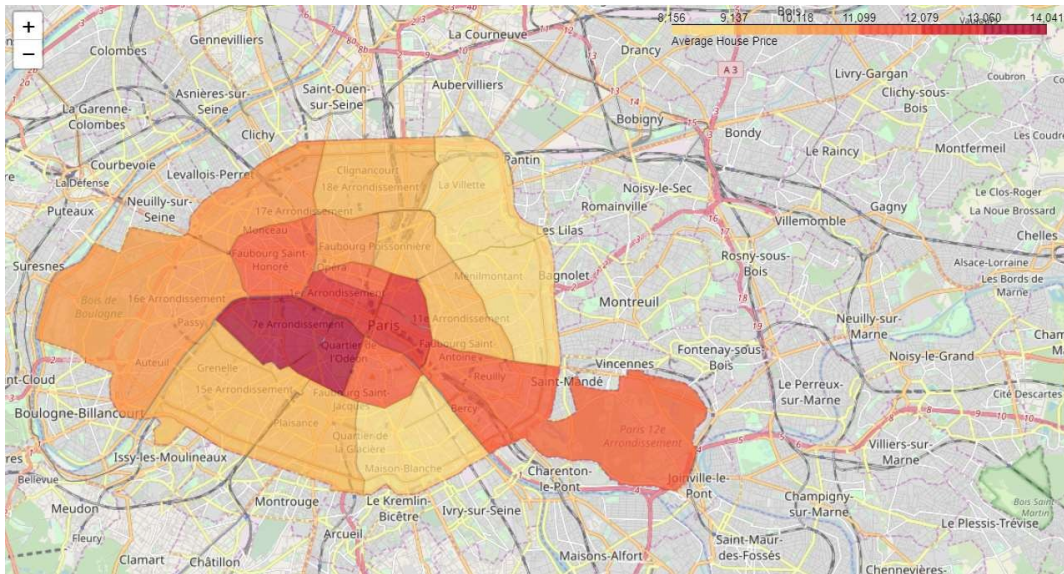 +
−
8,156 9,137 10,118 11,099 12,079 13,060 14,041
Average House Price
Bois
Gennevilliers
La Courneuve
Colombes
Drancy
A 3
Livry-Gargan
Coubron
Asnières-sur-
Seine
Saint-Ouen-
sur-Seine
Aubervilliers
Clichy-sous-
Bois
La Garenne-
Colombes
Bobigny
Bondy
Clichy
Les Coudre
Montfermeil
Courbevoie
Levallois-Perret
Clignancourt
18e Arrondissement
Pantin
Le Raincy
La Défense
La Villette
Noisy-le-Sec
Le Clos-Roger
Puteaux
Neuilly-sur-
Seine
17e Arrondissement
Romainville
Gagny
La Noue Brossard
Villemomble
Monceau
Les Lilas
Chelles
Suresnes
Faubourg Saint-
Honoré
Faubourg Poissonnière
Opéra
Rosny-sous-
Bois
Alsace-Lorraine
Ménilmontant
Bagnolet
Les Bords de
Marne
16e Arrondissement
Bois de
Boulogne
Arrondissement
Montreuil
Passy
7e Arrondissement
Paris
11e Arrondissement
Neuilly-sur-
Marne
Quartier de
l'Odéon
Faubourg Saint-
Antoine
Fontenay-sous-
Bois
Auteuil
Grenelle
Vincennes
Noisy-le-Grand
int-Cloud
15e Arrondissement
Faubourg Saint-
Jacques
Reuilly
Saint-Mandé
Le Perreux-
sur-Marne
Cité Descartes
Boulogne-Billancourt
Plaisance
Bercy
Quartier de
la Glacière
Paris 12e
Arrondissement
Villiers-sur-
Marne
Issy-les-Moulineaux
Maison-Blanche
Bellevue
Charenton-
le-Pont
Joinville-le-
Pont
Bois Saint-
Martin
Meudon
Montrouge
Le Kremlin-
Bicêtre
Ivry-sur-Seine
Champigny-
sur-Marne
Le Plessis-Trévise
Fleury
Arcueil
Saint-Maur-
des-Fossés
Clamart
Châtillon
Maisons-Alfort
Chennevières-